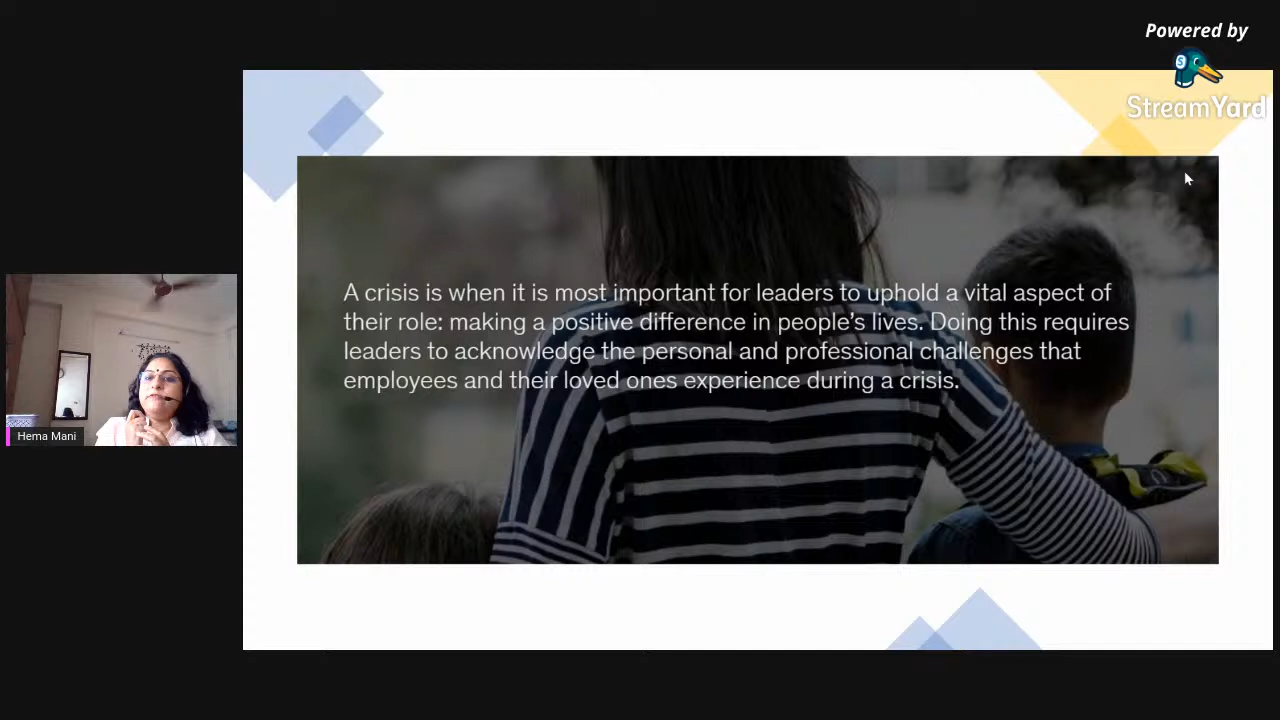 Powered by
StreamYard
A crisis is when it is most important for leaders to uphold a vital aspect of
their role: making a positive difference in people’s lives. Doing this requires
leaders to acknowledge the personal and professional challenges that
employees and their loved ones experience during a crisis.
Hema Mani